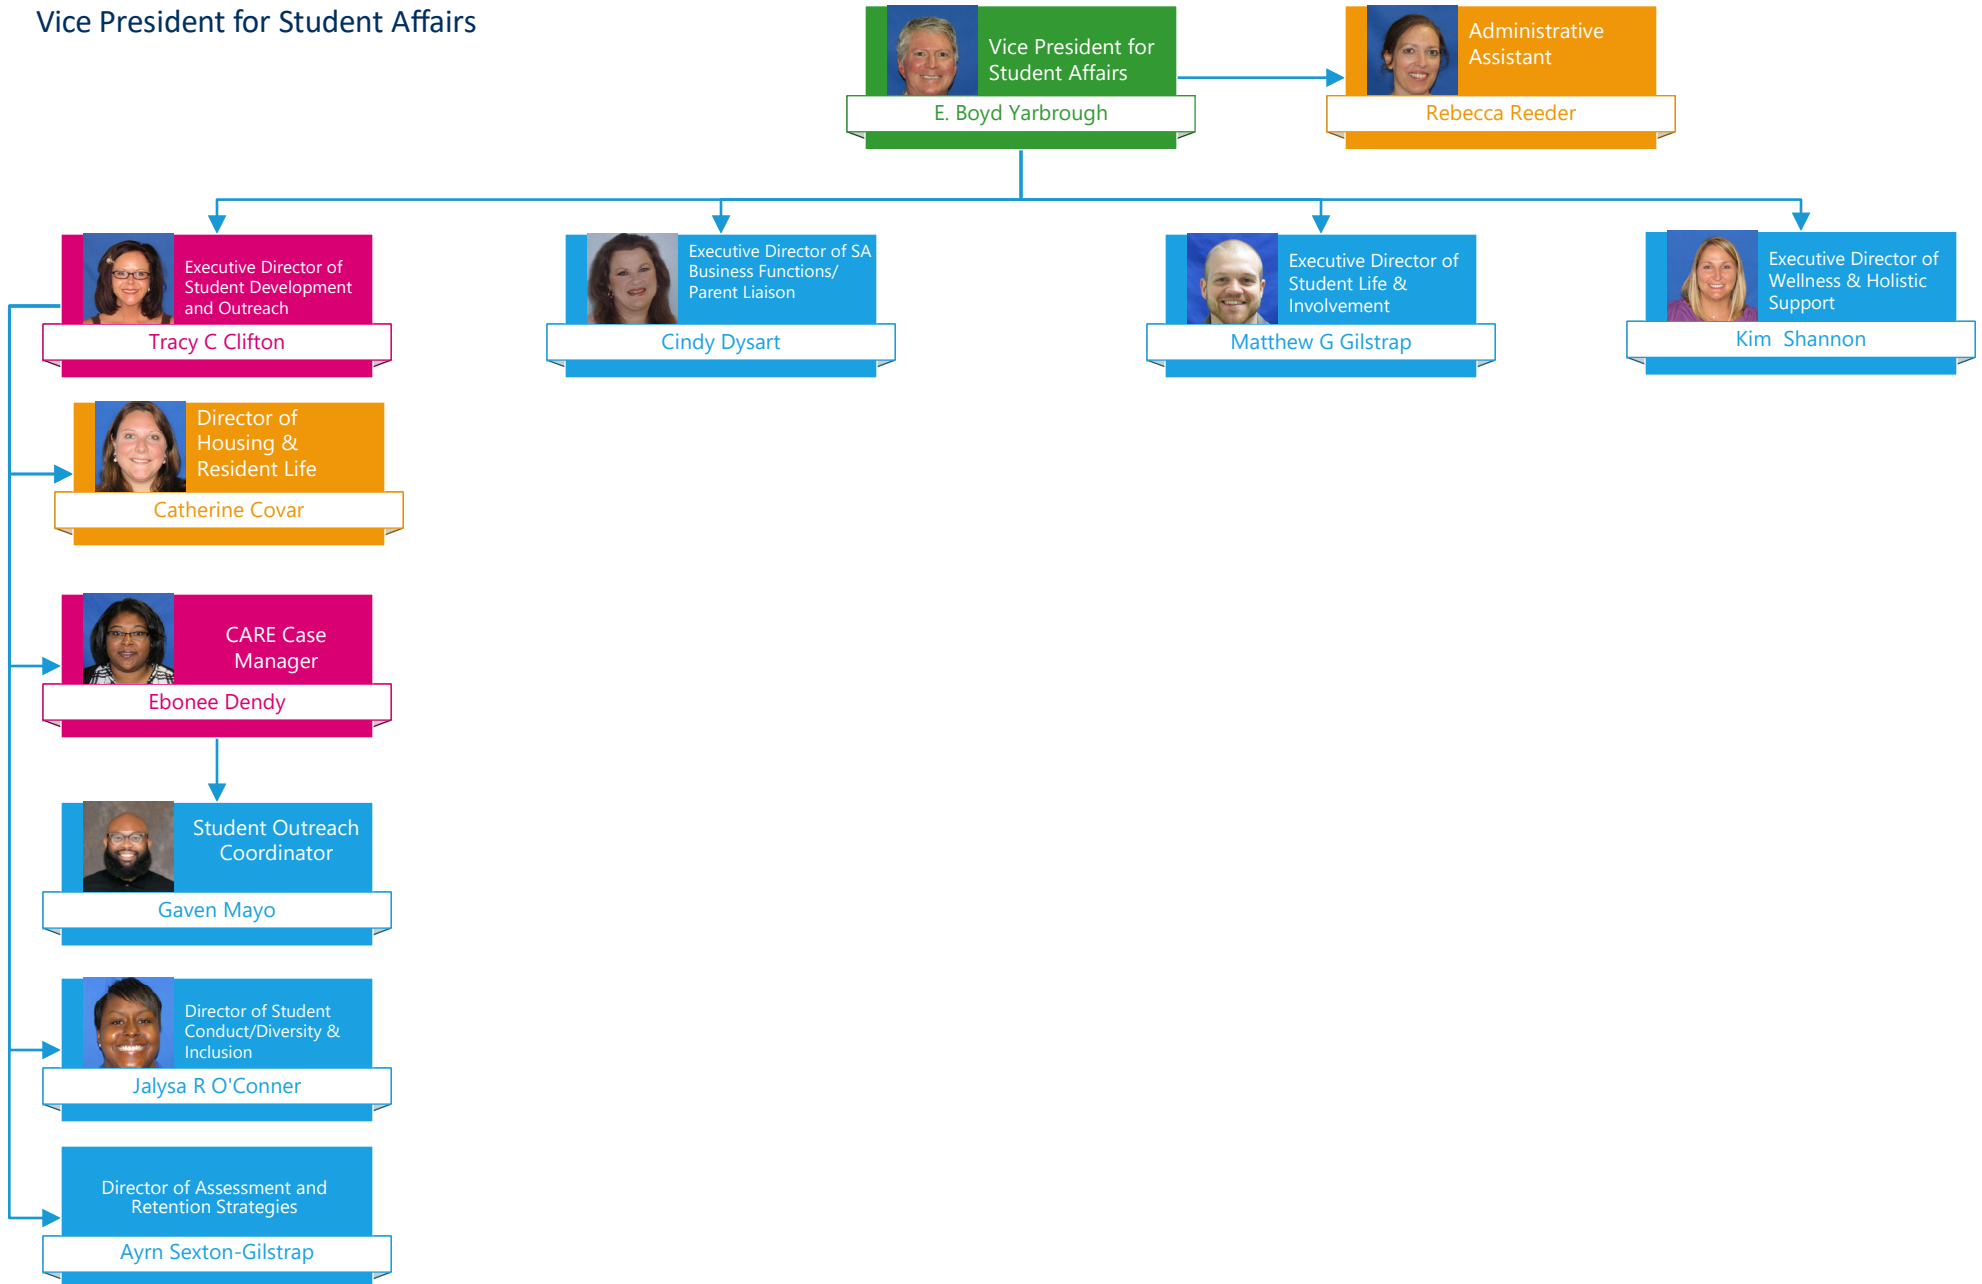 Vice President for Student Affairs
Vice President for
Student Affairs
E. Boyd Yarbrough
Administrative
Assistant
Rebecca Reeder
Executive Director of
Student Development
and Outreach
Tracy C Clifton
Executive Director of SA
Business Functions/
Parent Liaison
Cindy Dysart
Executive Director of
Student Life &
Involvement
Matthew G Gilstrap
Executive Director of
Wellness & Holistic
Support
Kim  Shannon
Director of
Housing &
Resident Life
Catherine Covar
CARE Case
Manager
Ebonee Dendy
Student Outreach
Coordinator
Gaven Mayo
Director of Student
Conduct/Diversity &
Inclusion
Jalysa R O'Conner
Director of Assessment and
Retention Strategies
Ayrn Sexton-Gilstrap